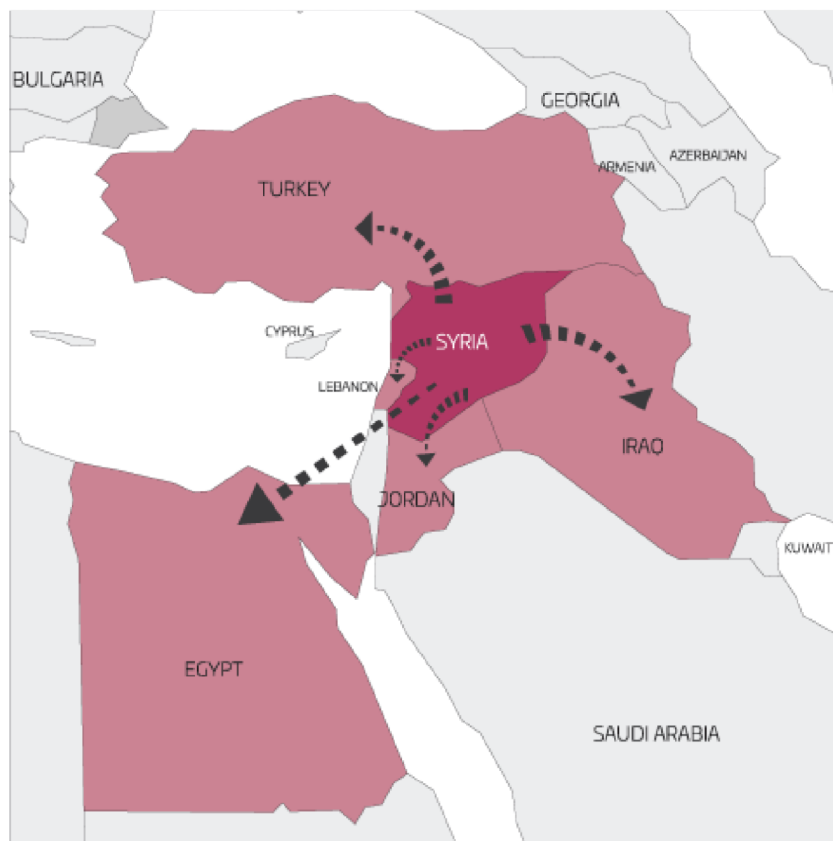 BULGARIA
GEORGIA
ARMENIA
AZERBAIJAN
TURKEY
CYPRUS
SYRIA
LEBANON
IRAQ
JORDAN
KUWAIT
EGYPT
SAUDI ARABIA